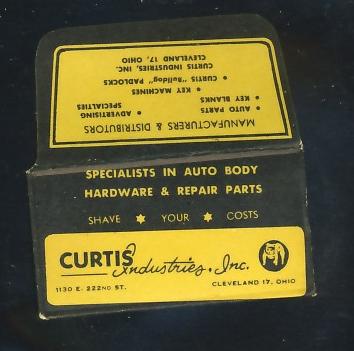 MANUFACTURERS & DISTRIBUTORS
• AUTO PARTS
• KEY BLANKS
• ADVERTISING
SPECIALTIES
• KEY MACHINES
• CURTIS "Bulldog" PADLOCKS
CURTIS INDUSTRIES, INC.
CLEVELAND 17, OHIO
SPECIALISTS IN AUTO BODY
HARDWARE & REPAIR PARTS
SHAVE ✶ YOUR ✶ COSTS
CURTIS Industries, Inc.
1130 E. 222ND ST.
CLEVELAND 17, OHIO